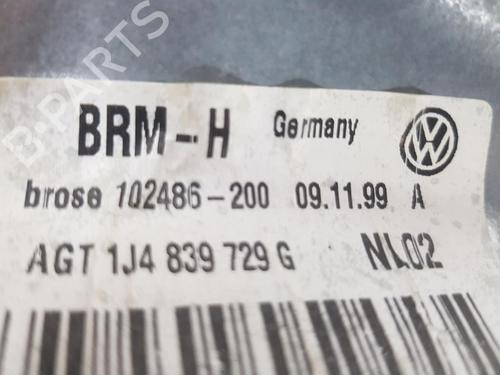 BRM-H Germany
brose 102486-200 09.11.99 A
AGT 1J4 839 729 G NL02
B-PARTS